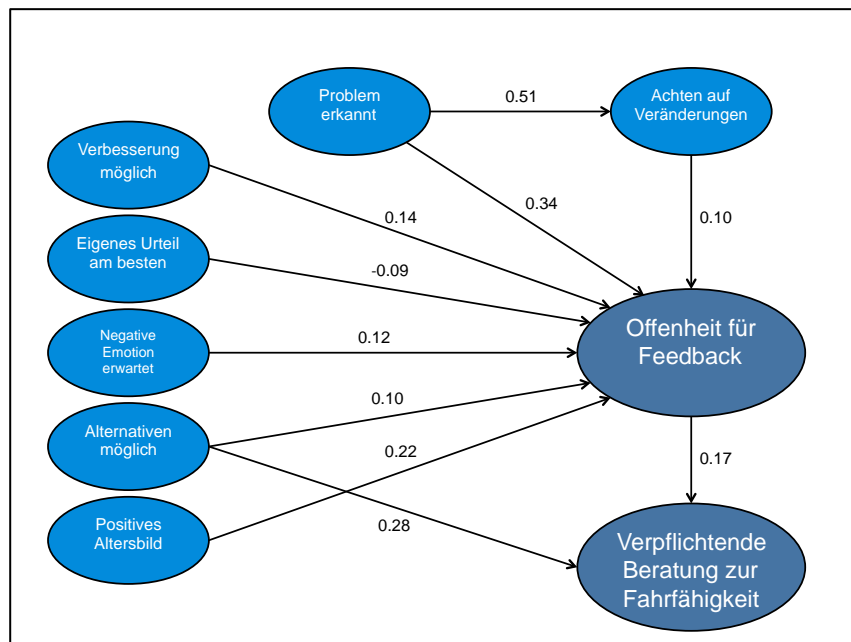 Problem
erkannt
0.51
Achten auf
Veränderungen
Verbesserung
möglich
0.34
0.14
0.10
Eigenes Urteil
am besten
-0.09
Offenheit für
Feedback
Negative
Emotion
erwartet
0.12
0.10
Alternativen
möglich
0.22
0.17
0.28
Positives
Altersbild
Verpflichtende
Beratung zur
Fahrfähigkeit